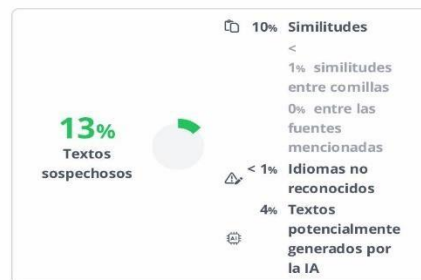 13%
Textos
sospechosos
10% Similitudes
<
1% similitudes
entre comillas
0% entre las
fuentes
mencionadas
< 1% Idiomas no
reconocidos
4% Textos
potencialmente
generados por
la IA
AI